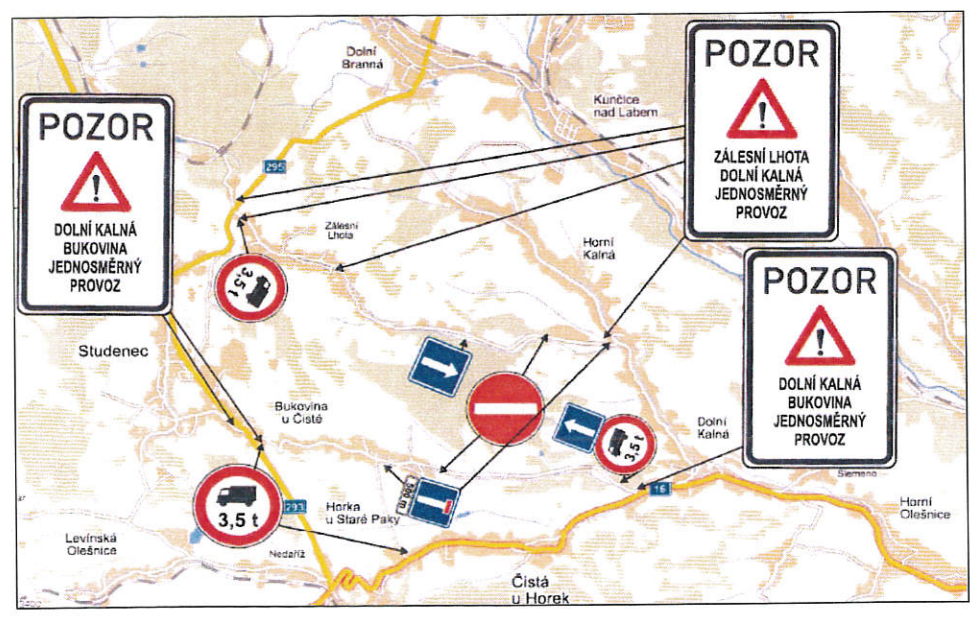 POZOR
DOLNÍ KALNÁ
BUKOVINA
JEDNOSMĚRNÝ
PROVOZ
POZOR
ZÁLESNÍ LHOTA
DOLNÍ KALNÁ
JEDNOSMĚRNÝ
PROVOZ
POZOR
DOLNÍ KALNÁ
BUKOVINA
JEDNOSMĚRNÝ
PROVOZ
Dolní
Branná
Kunčice
nad Labem
295
Zálesní
Lhota
Horní
Kalná
3,5 t
Studenec
Bukovina
u Čisté
Dolní
Kalná
3,5 t
16
Horní
Olešnice
3,5 t
293
Horka
u Staré Paky
Levínská
Olešnice
Nedaříž
Čistá
u Horek